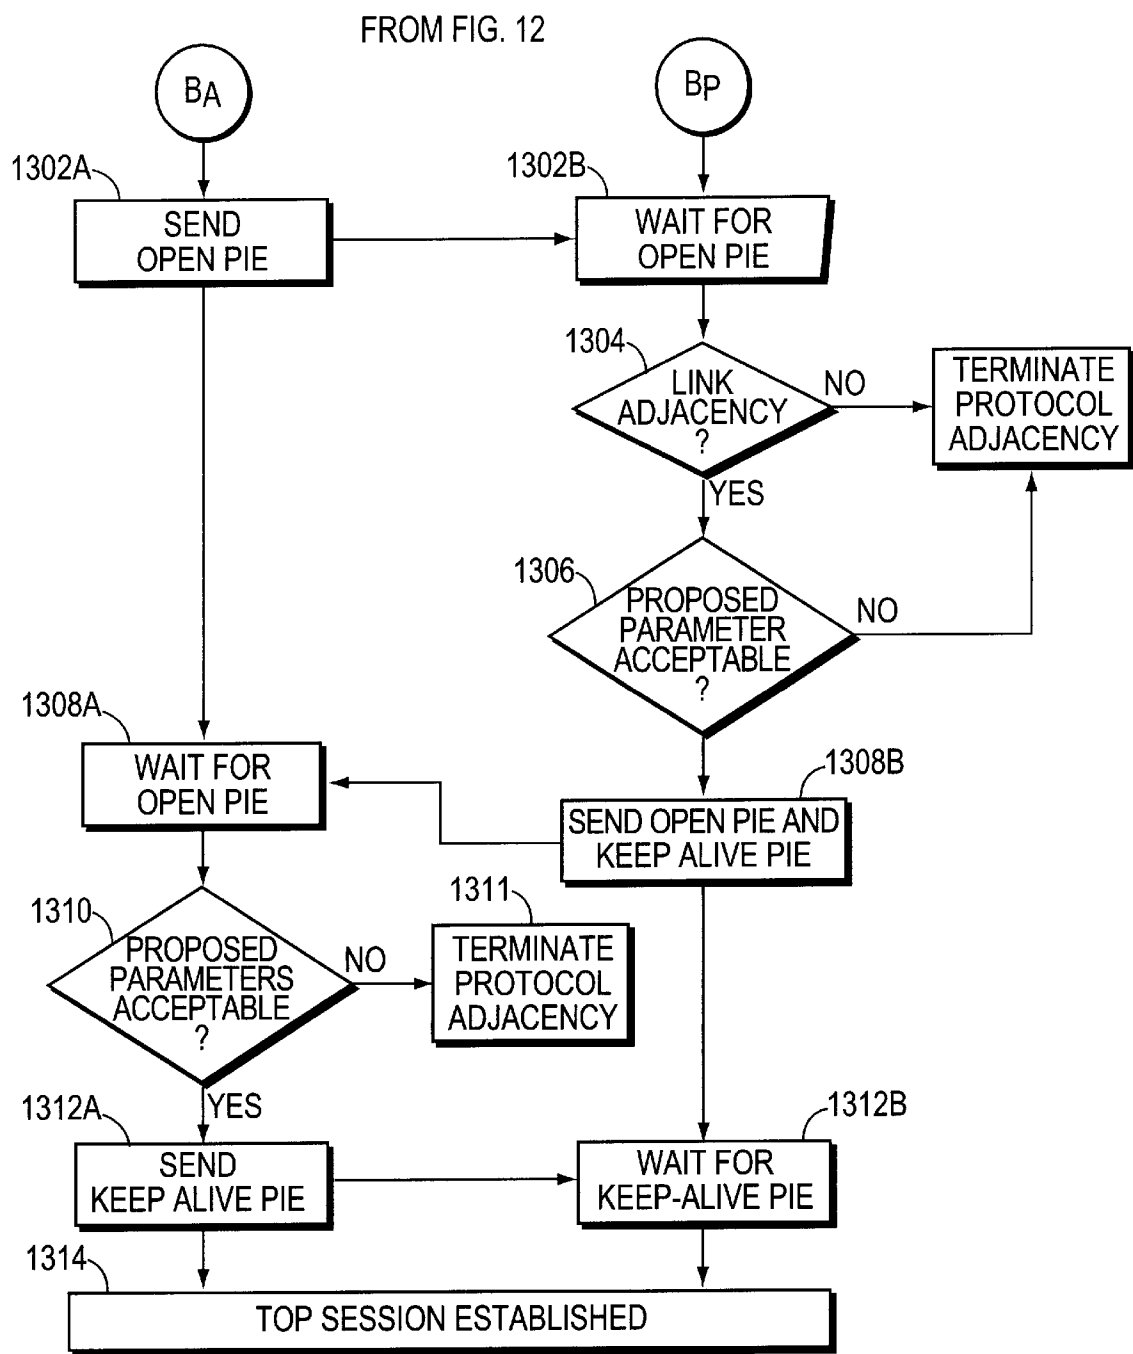 FROM FIG. 12
BA
BP
1302A
SEND
OPEN PIE
1302B
WAIT FOR
OPEN PIE
1304
LINK
ADJACENCY
?
NO
YES
TERMINATE
PROTOCOL
ADJACENCY
1306
PROPOSED
PARAMETER
ACCEPTABLE
?
NO
1308A
WAIT FOR
OPEN PIE
1308B
SEND OPEN PIE AND
KEEP ALIVE PIE
1310
PROPOSED
PARAMETERS
ACCEPTABLE
?
NO
YES
1311
TERMINATE
PROTOCOL
ADJACENCY
1312A
SEND
KEEP ALIVE PIE
1312B
WAIT FOR
KEEP-ALIVE PIE
1314
TOP SESSION ESTABLISHED